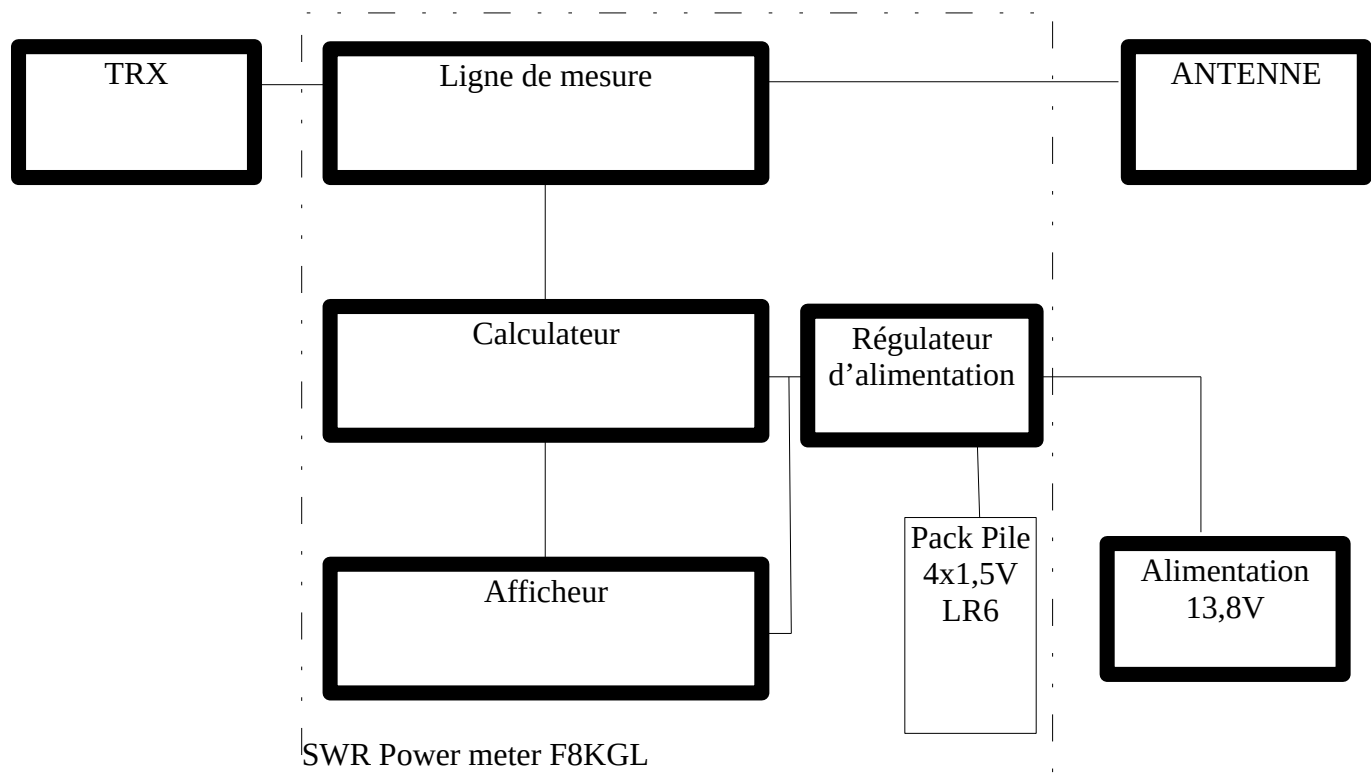 TRX
Ligne de mesure
ANTENNE
Calculateur
Régulateur
d’alimentation
Pack Pile
4x1,5V
LR6
Alimentation
13,8V
Afficheur
SWR Power meter F8KGL